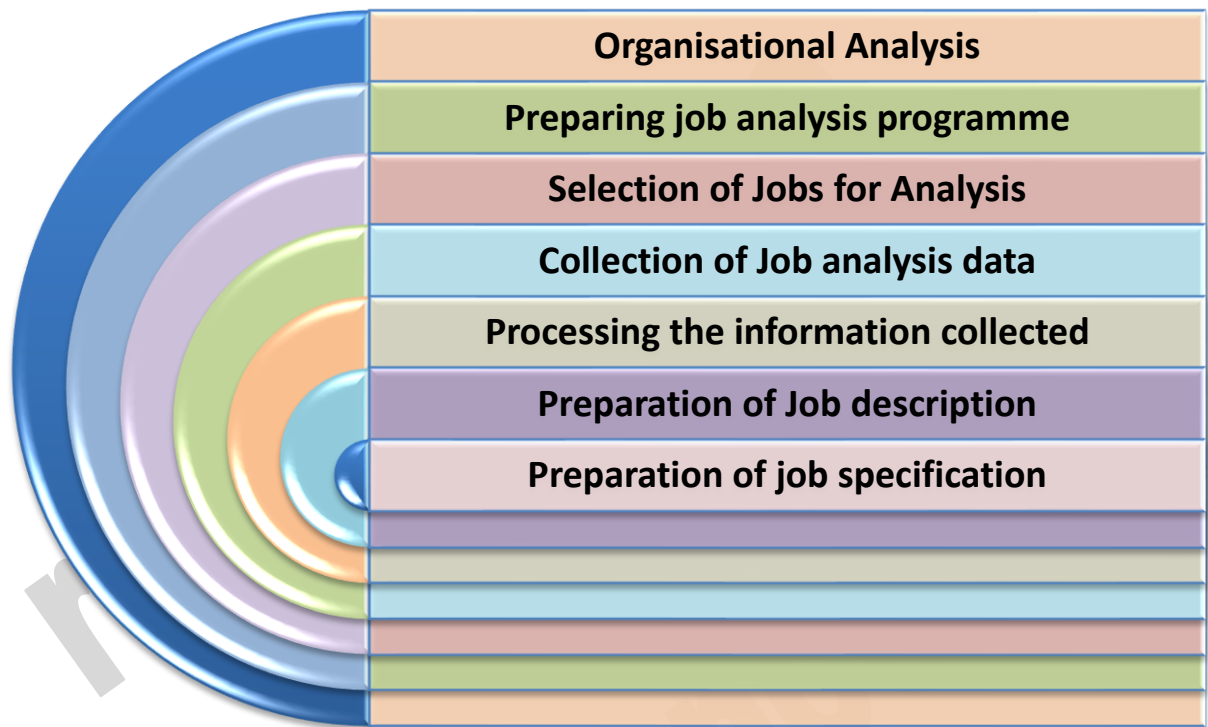 Organisational Analysis
Preparing job analysis programme
Selection of Jobs for Analysis
Collection of Job analysis data
Processing the information collected
Preparation of Job description
Preparation of job specification